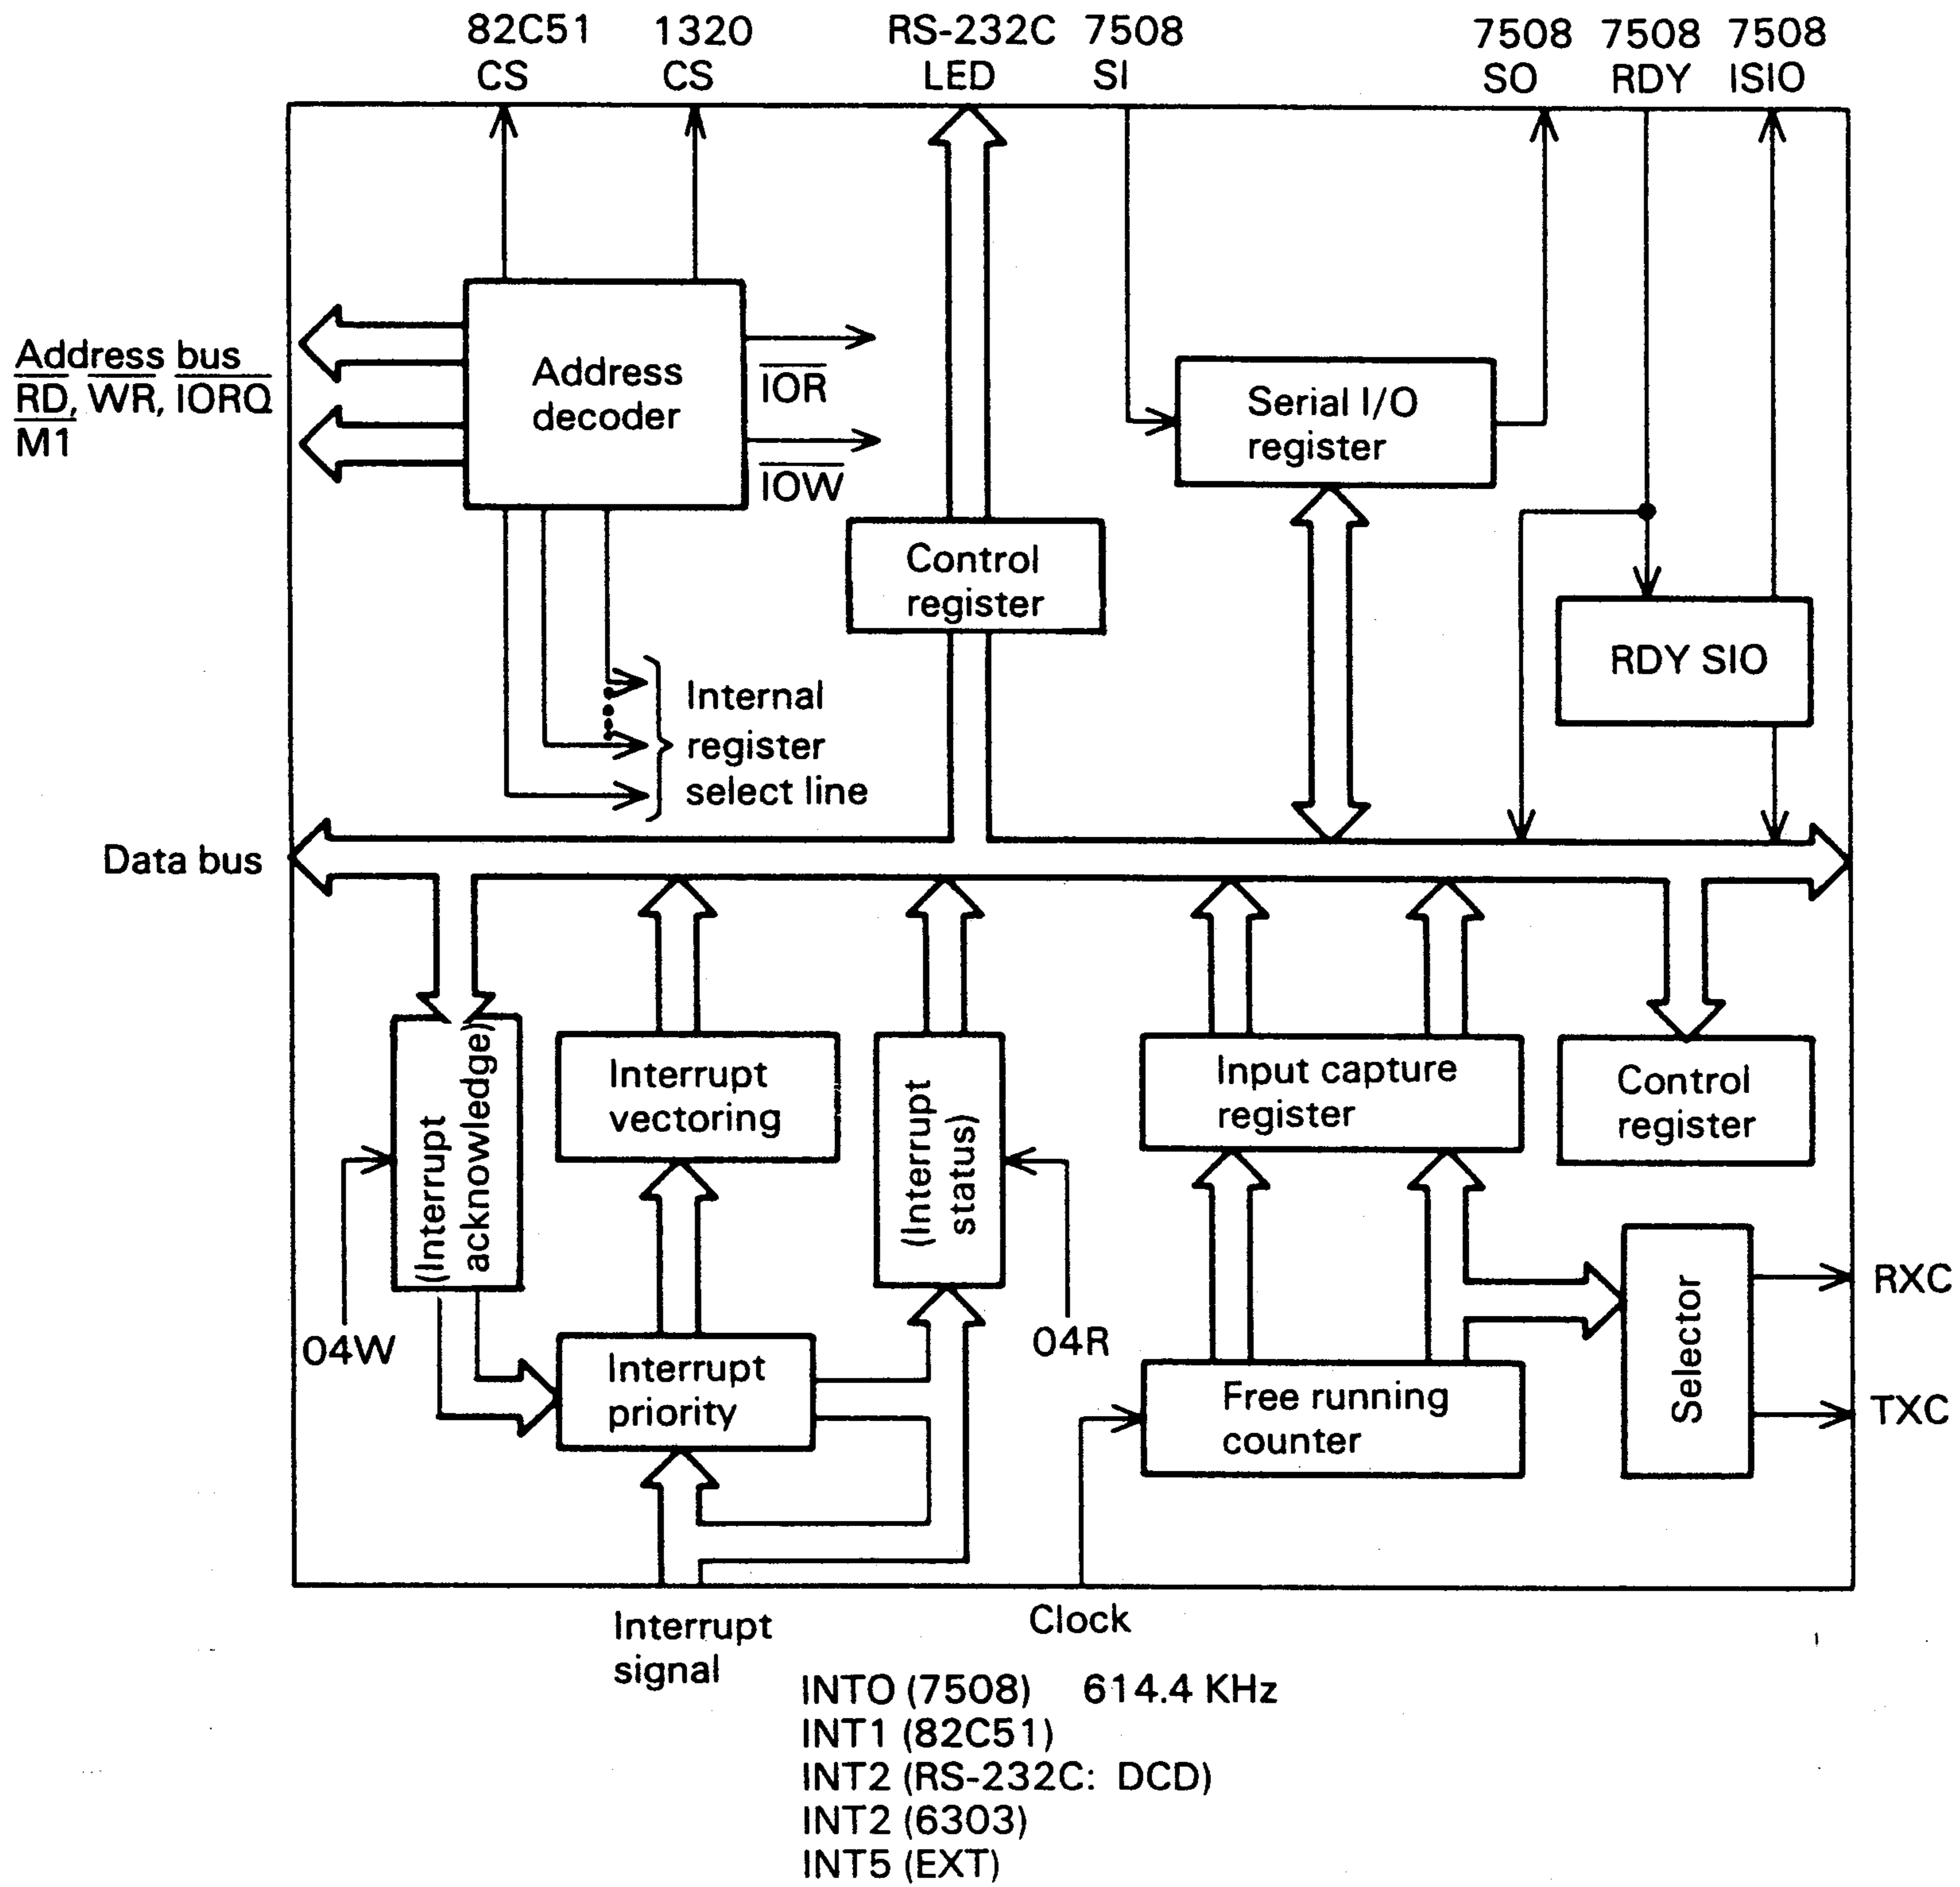 82C51
CS
1320
CS
RS-232C
LED
7508
SI
7508
SO
7508
RDY
7508
ISIO
Address bus
RD, WR, IORQ
M1
Address
decoder
IOR
IOW
Serial I/O
register
Control
register
RDY SIO
Internal
register
select line
Data bus
(Interrupt
acknowledge)
Interrupt
vectoring
(Interrupt
status)
Input capture
register
Control
register
04W
04R
Interrupt
priority
Free running
counter
Selector
RXC
TXC
Interrupt
signal
Clock
INT0 (7508) 614.4 KHz
INT1 (82C51)
INT2 (RS-232C: DCD)
INT2 (6303)
INT5 (EXT)